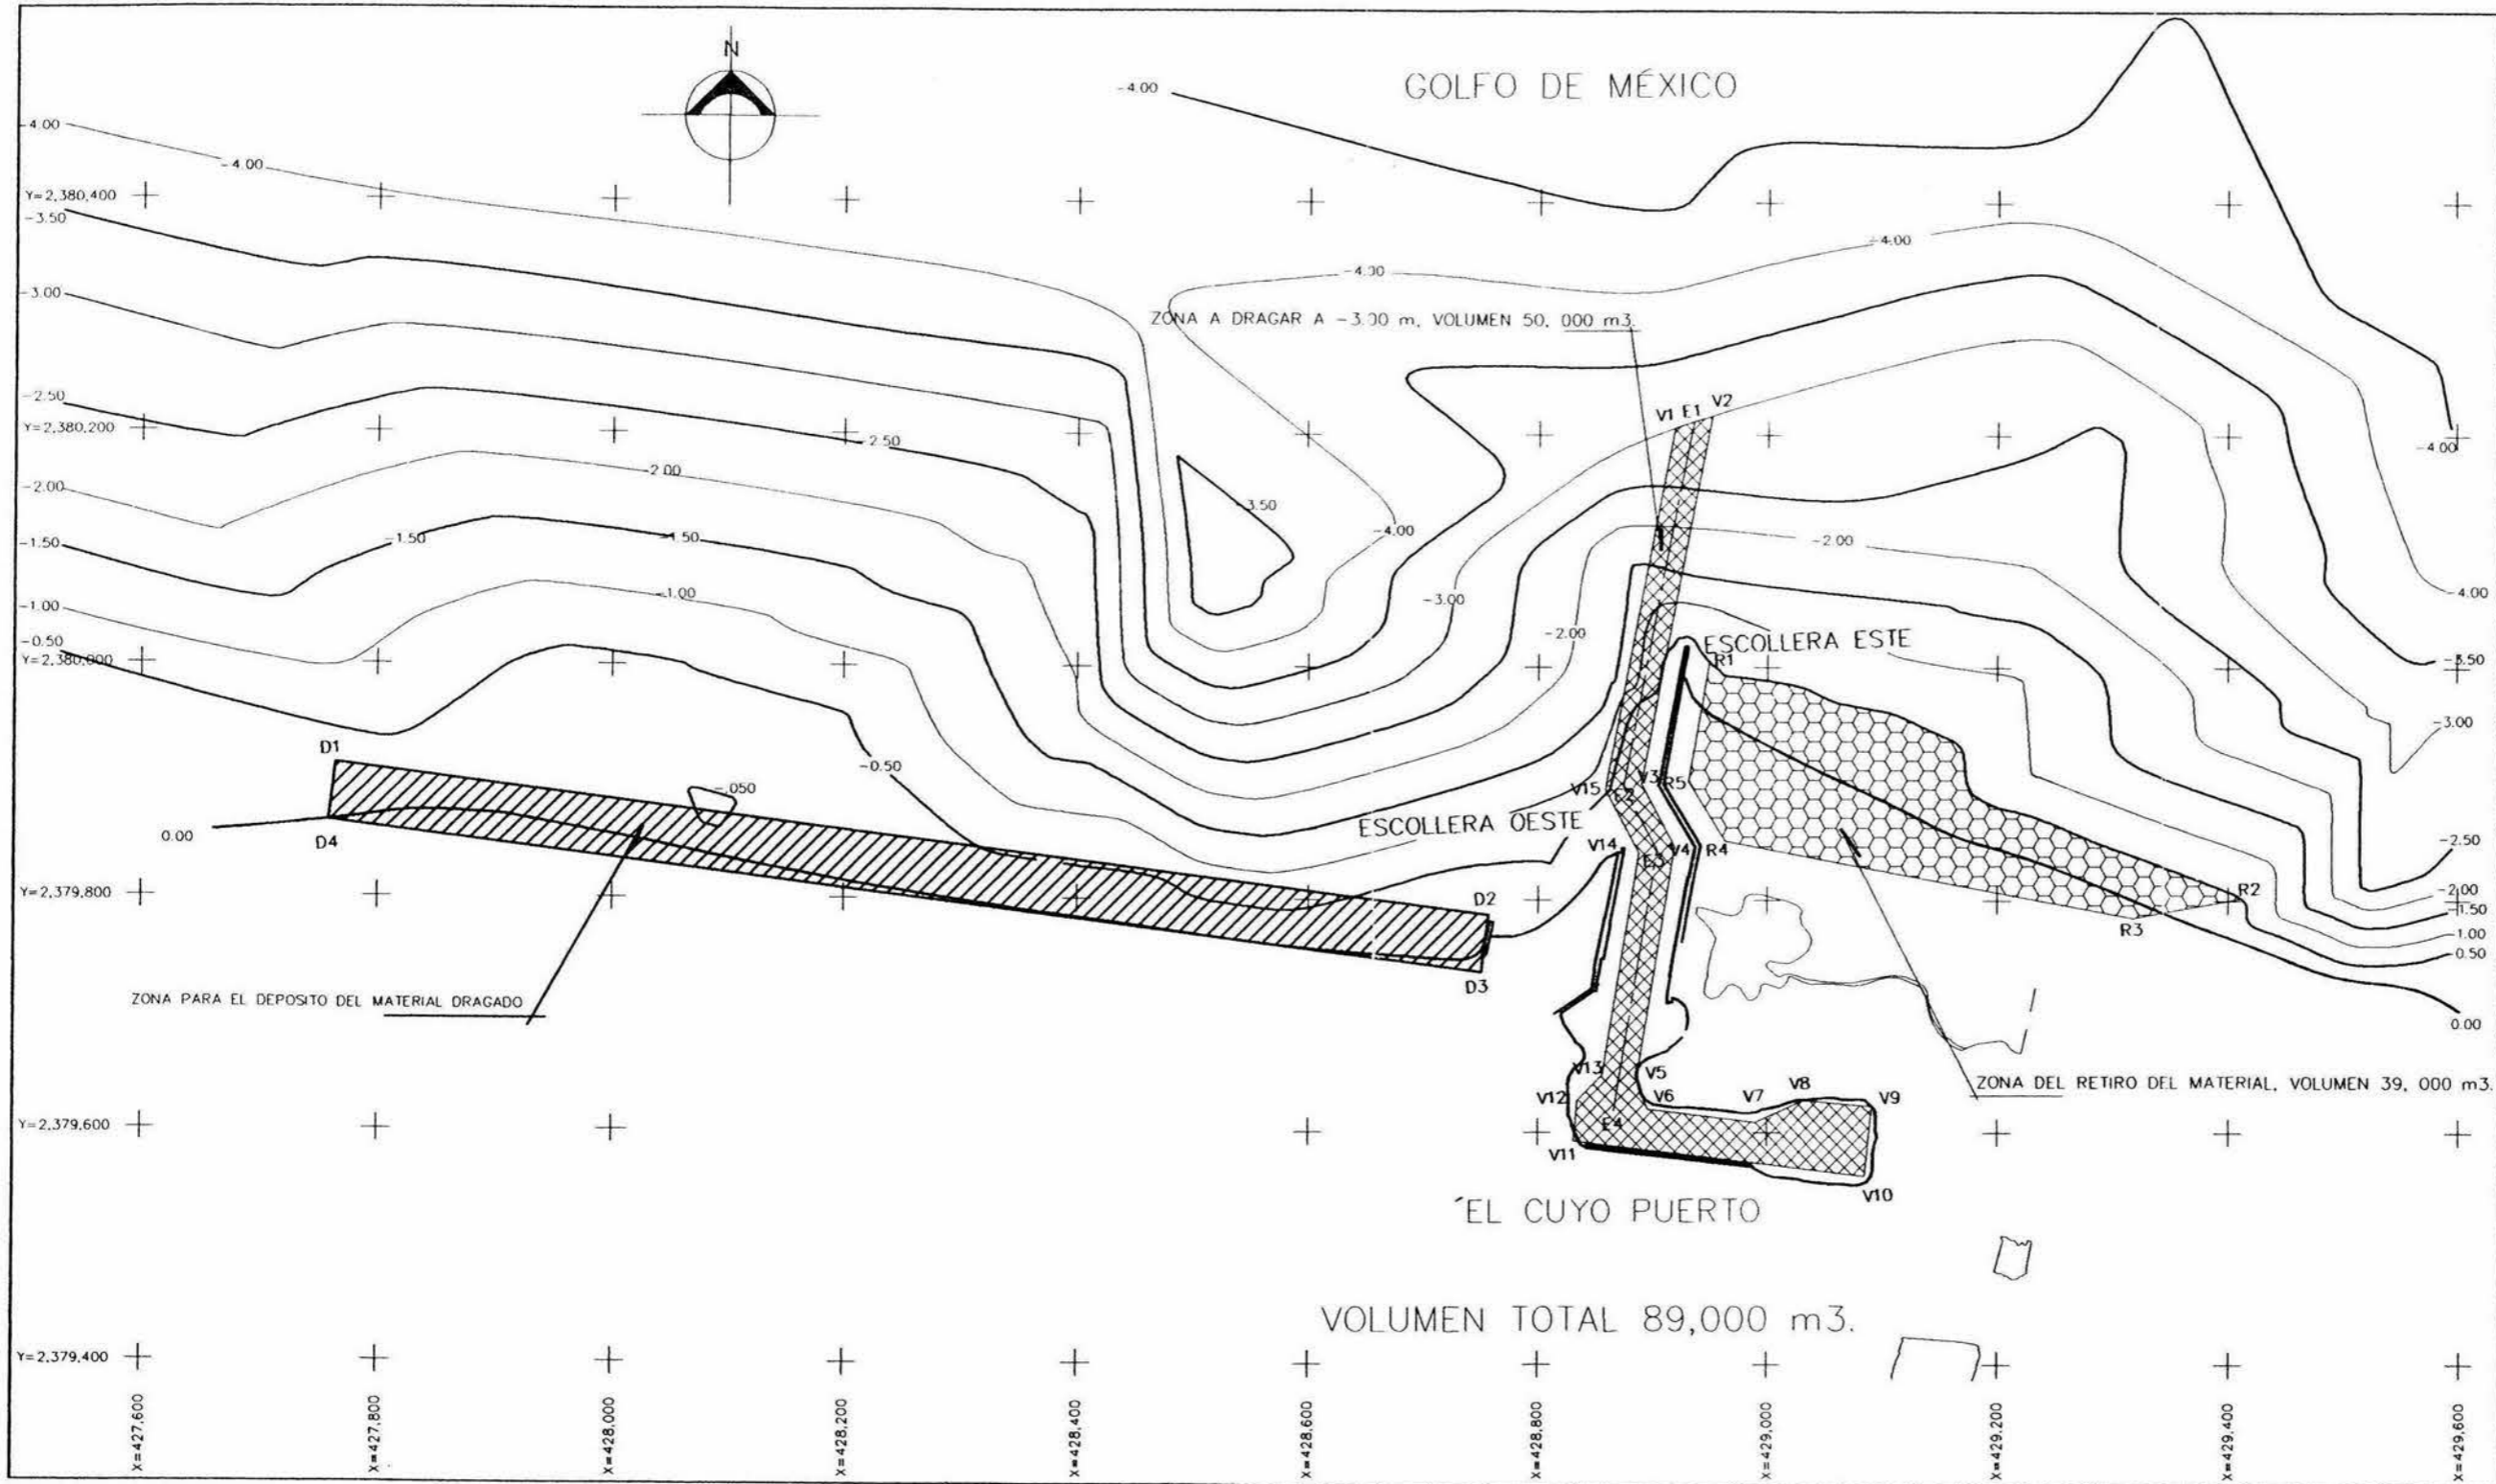 N
GOLFO DE MÉXICO
-4.00
-4.00
-4.00
Y=2,380,400
-3.50
-4.00
-4.00
-3.00
ZONA A DRAGAR A -3.00 m, VOLUMEN 50, 000 m3.
-2.50
Y=2,380,200
V1 E1 V2
-2.50
-4.00
-2.00
-2.00
-3.50
-4.00
-1.50
-1.50
-1.50
-2.00
-1.00
-1.00
-3.00
-4.00
-0.50
-2.00
Y=2,380,000
ESCOLLERA ESTE
R1
-3.50
-3.00
D1
-0.50
-.050
V3
R5
V15
E2
0.00
D4
ESCOLLERA OESTE
V14
E3
V4
R4
-2.50
Y=2,379,800
D2
R2
-2.00
-1.50
R3
-1.00
-0.50
D3
ZONA PARA EL DEPOSITO DEL MATERIAL DRAGADO
0.00
V13
V5
ZONA DEL RETIRO DEL MATERIAL, VOLUMEN 39, 000 m3.
V12
V6
V7
V8
V9
Y=2,379,600
E4
V11
V10
´EL CUYO PUERTO
VOLUMEN TOTAL 89,000 m3.
Y=2,379,400
X=427,600
X=427,800
X=428,000
X=428,200
X=428,400
X=428,600
X=428,800
X=429,000
X=429,200
X=429,400
X=429,600